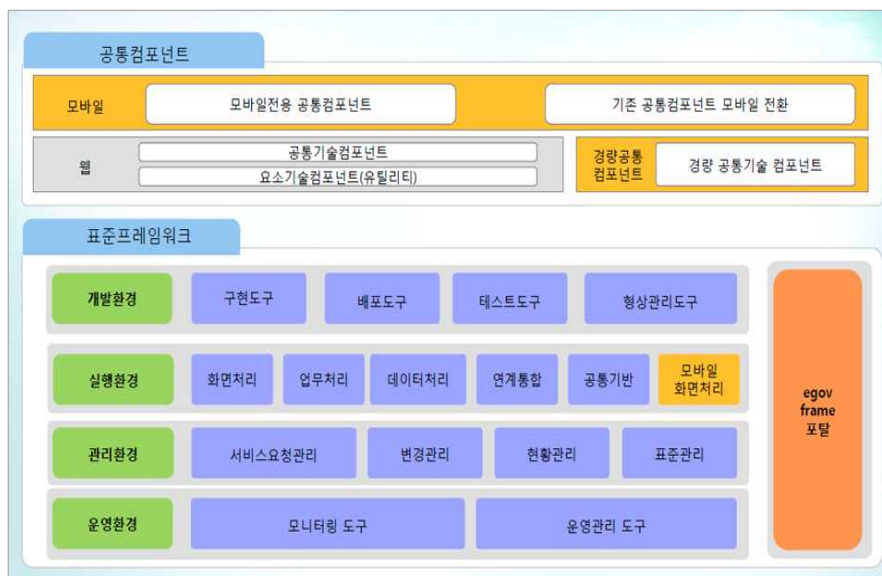 공통컴포넌트
모바일
모바일전용 공통컴포넌트
기존 공통컴포넌트 모바일 전환
웹
공통기술컴포넌트
요소기술컴포넌트(유틸리티)
경량공통
컴포넌트
경량 공통기술 컴포넌트
표준프레임워크
개발환경
구현도구
배포도구
테스트도구
형상관리도구
실행환경
화면처리
업무처리
데이터처리
연계통합
공통기반
모바일
화면처리
관리환경
서비스요청관리
변경관리
현황관리
표준관리
운영환경
모니터링 도구
운영관리 도구
egov
frame
포탈